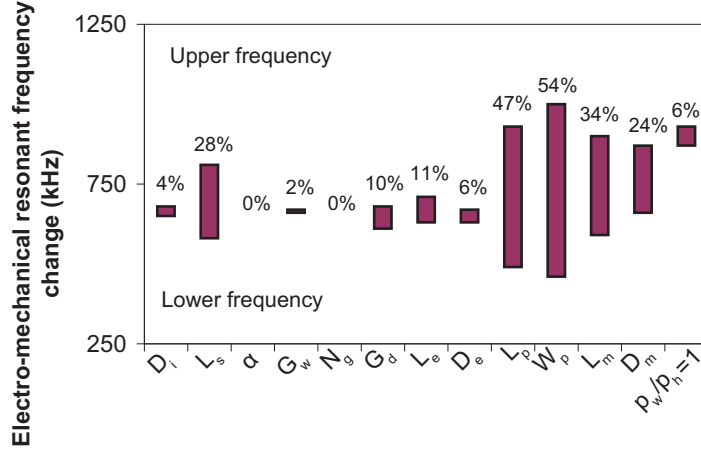 Electro-mechanical resonant frequency
change (kHz)
1250
750
250
Upper frequency
Lower frequency
4%
28%
0%
2%
0%
10%
11%
6%
47%
54%
34%
24%
6%
Di
Ls
α
Gw
Ng
Gd
Le
De
Lp
Wp
Lm
Dm
pw/ph=1